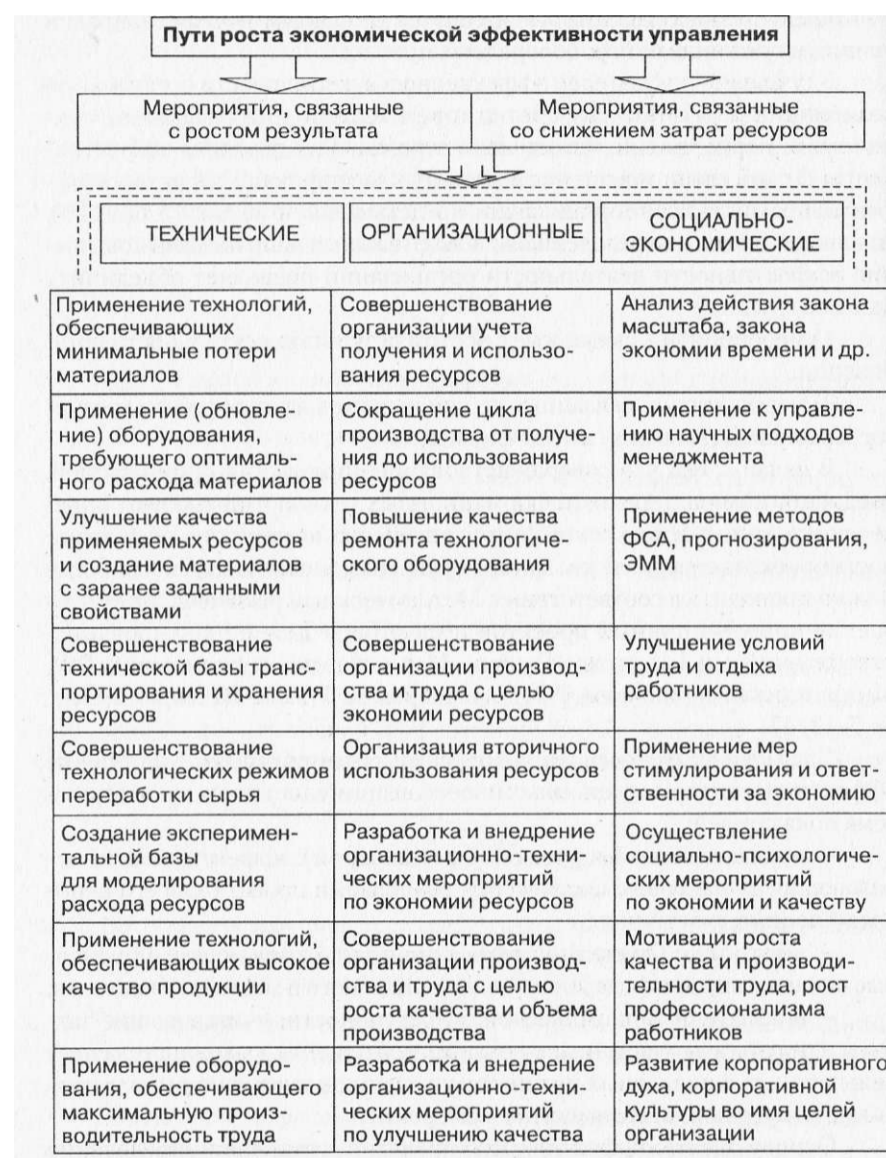 Пути роста экономической эффективности управления
Мероприятия, связанные
с ростом результата
Мероприятия, связанные
со снижением затрат ресурсов
ТЕХНИЧЕСКИЕ
ОРГАНИЗАЦИОННЫЕ
СОЦИАЛЬНО-
ЭКОНОМИЧЕСКИЕ
Применение технологий,
обеспечивающих
минимальные потери
материалов
Совершенствование
организации учета
получения и использо-
вания ресурсов
Анализ действия закона
масштаба, закона
экономии времени и др.
Применение (обновле-
ние) оборудования,
требующего оптималь-
ного расхода материалов
Сокращение цикла
производства от получе-
ния до использования
ресурсов
Применение к управле-
нию научных подходов
менеджмента
Улучшение качества
применяемых ресурсов
и создание материалов
с заранее заданными
свойствами
Повышение качества
ремонта технологиче-
ского оборудования
Применение методов
ФСА, прогнозирования,
ЭММ
Совершенствование
технической базы транс-
портирования и хранения
ресурсов
Совершенствование
организации производ-
ства и труда с целью
экономии ресурсов
Улучшение условий
труда и отдыха
работников
Совершенствование
технологических режимов
переработки сырья
Организация вторичного
использования ресурсов
Применение мер
стимулирования и ответ-
ственности за экономию
Создание эксперимен-
тальной базы
для моделирования
расхода ресурсов
Разработка и внедрение
организационно-техни-
ческих мероприятий
по экономии ресурсов
Осуществление
социально-психологиче-
ских мероприятий
по экономии и качеству
Применение технологий,
обеспечивающих высокое
качество продукции
Совершенствование
организации производ-
ства и труда с целью
роста качества и объема
производства
Мотивация роста
качества и производи-
тельности труда, рост
профессионализма
работников
Применение оборудо-
вания, обеспечивающего
максимальную произ-
водительность труда
Разработка и внедрение
организационно-техни-
ческих мероприятий
по улучшению качества
Развитие корпоративного
духа, корпоративной
культуры во имя целей
организации